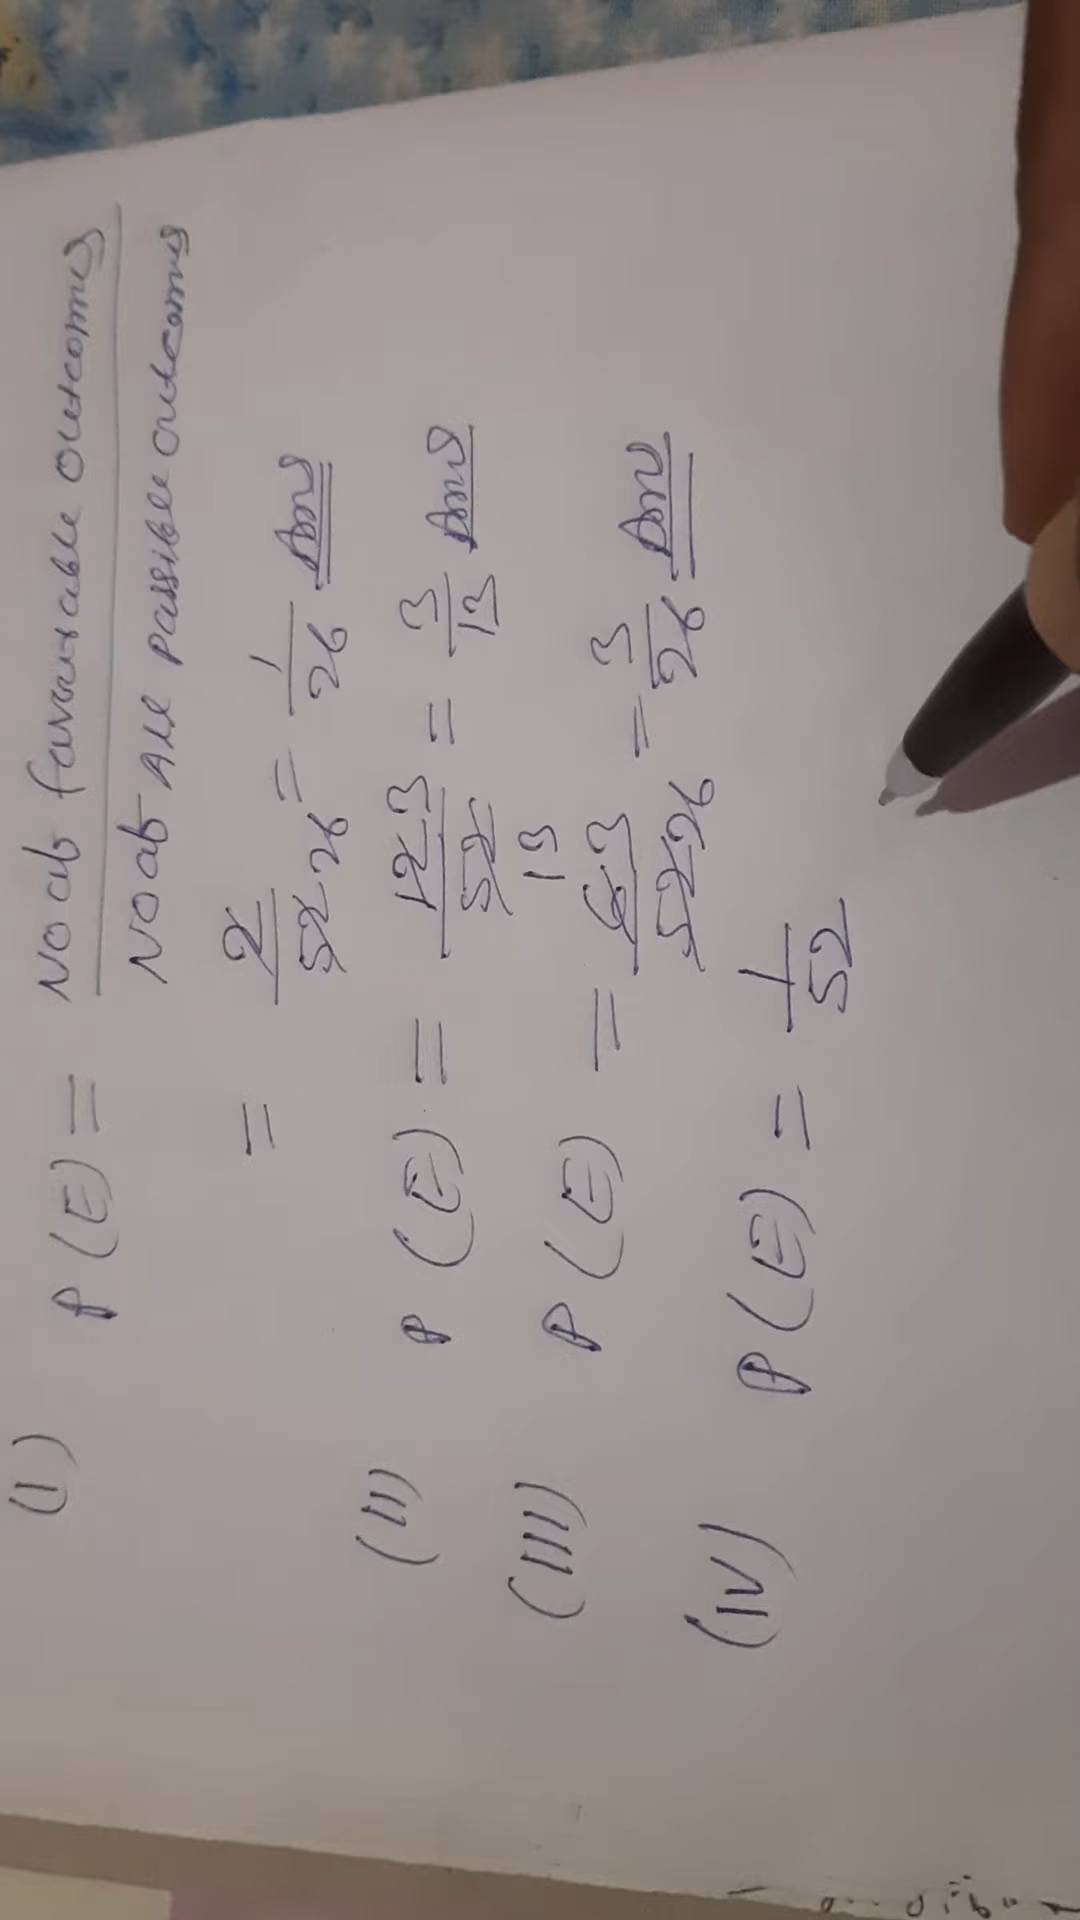 (I) P(E) = No of favourable outcomes
No of All passible outcomes
= 2/52 26 = 1/26 Ans
(II) P(E) = 12 3/52 13 = 3/13 Ans
(III) P(E) = 6 3/52 26 = 3/26 Ans
(IV) P(E) = 1/52